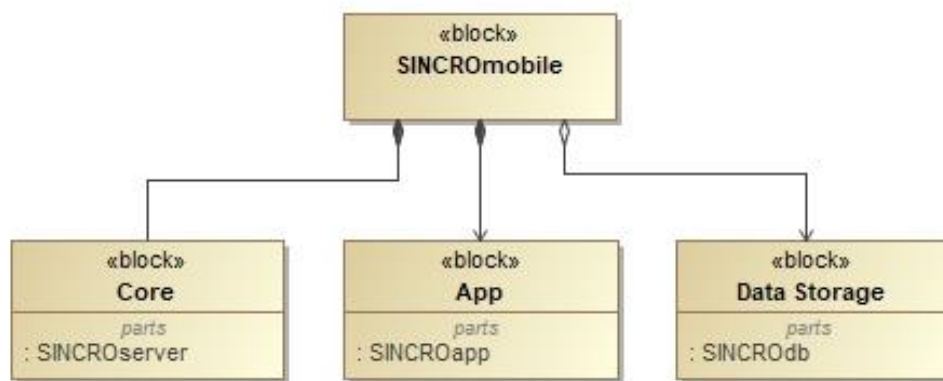 «block»
SINCROmobile
«block»
Core
parts
: SINCROserver
«block»
App
parts
: SINCROapp
«block»
Data Storage
parts
: SINCROdb